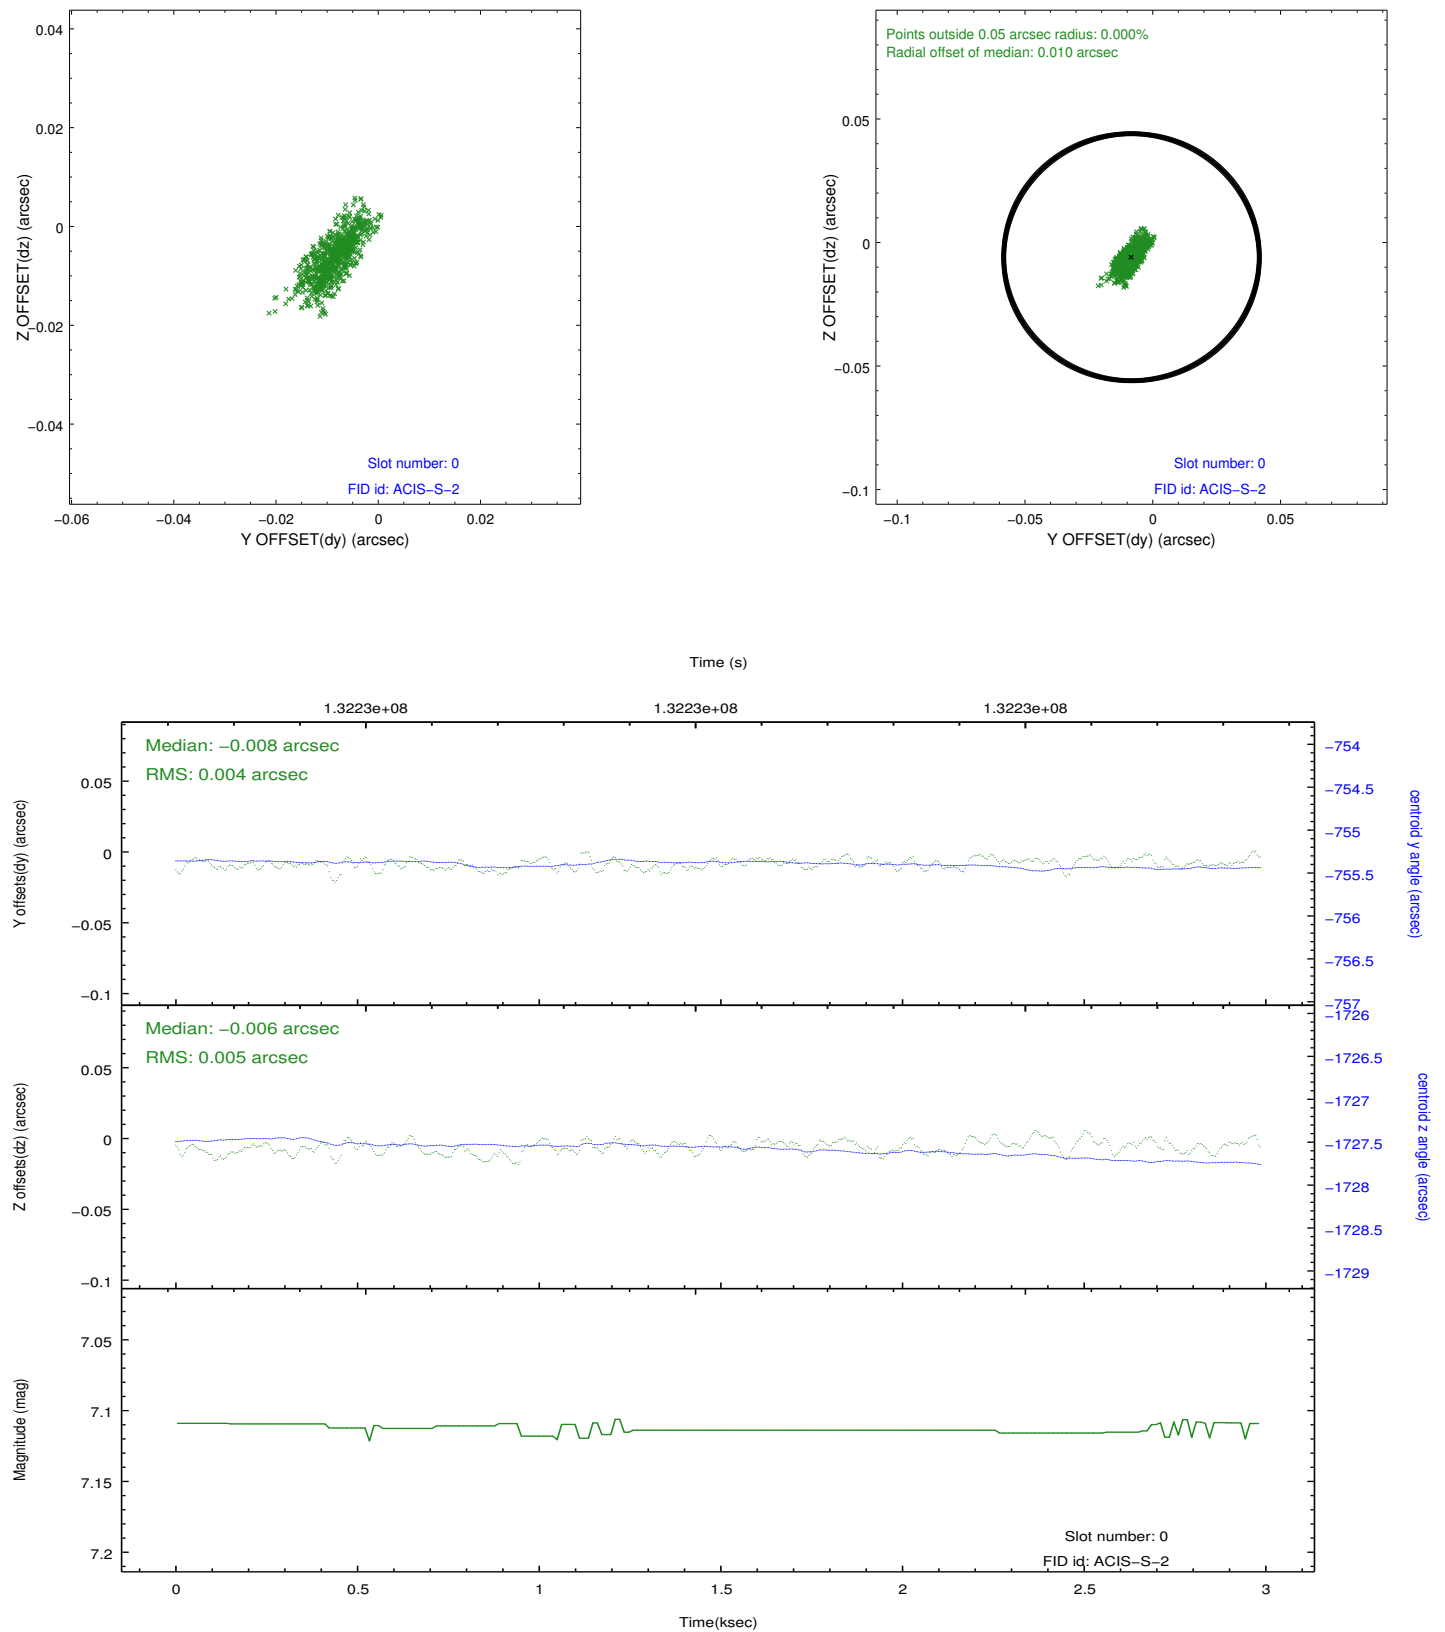 0.04
0.02
0
−0.02
−0.04
Z OFFSET(dz) (arcsec)
Slot number: 0
FID id: ACIS−S−2
−0.06
−0.04
−0.02
0
0.02
Y OFFSET(dy) (arcsec)
Points outside 0.05 arcsec radius: 0.000%
Radial offset of median: 0.010 arcsec
0.05
0
−0.05
−0.1
Z OFFSET(dz) (arcsec)
Slot number: 0
FID id: ACIS−S−2
−0.1
−0.05
0
0.05
Y OFFSET(dy) (arcsec)
Time (s)
1.3223e+08
1.3223e+08
1.3223e+08
Median: −0.008 arcsec
RMS: 0.004 arcsec
0.05
0
−0.05
−0.1
Y offsets(dy) (arcsec)
−754
−754.5
−755
−755.5
−756
−756.5
−757
centroid y angle (arcsec)
Median: −0.006 arcsec
RMS: 0.005 arcsec
0.05
0
−0.05
−0.1
Z offsets(dz) (arcsec)
−1726
−1726.5
−1727
−1727.5
−1728
−1728.5
−1729
centroid z angle (arcsec)
7.05
7.1
7.15
7.2
Magnitude (mag)
Slot number: 0
FID id: ACIS−S−2
0
0.5
1
1.5
2
2.5
3
Time(ksec)